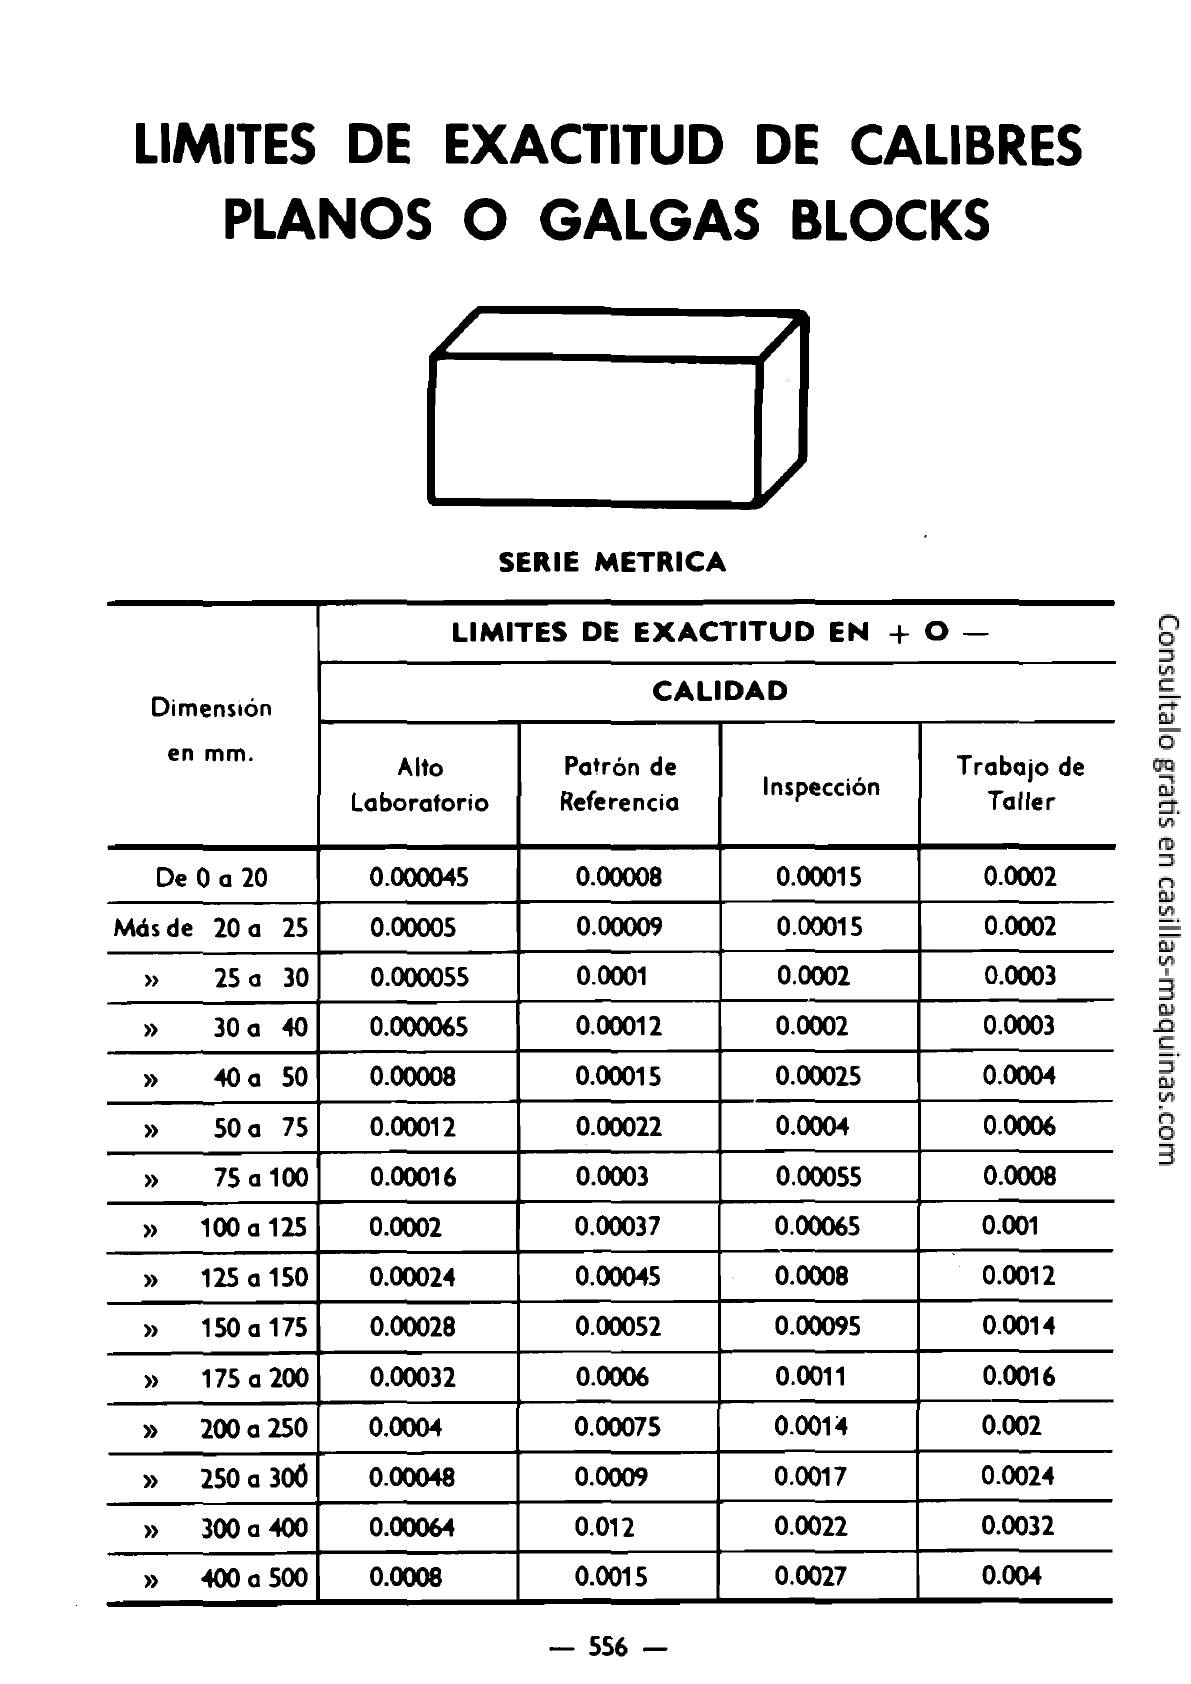 LIMITES DE EXACTITUD DE CALIBRES
PLANOS O GALGAS BLOCKS
SERIE METRICA
LIMITES DE EXACTITUD EN + O —
CALIDAD
Dimensión
en mm.
Alto
Laboratorio
Patrón de
Referencia
Inspección
Trabajo de
Taller
De 0 a 20 0.000045 0.00008 0.00015 0.0002
Más de 20 a 25 0.00005 0.00009 0.00015 0.0002
» 25 a 30 0.000055 0.0001 0.0002 0.0003
» 30 a 40 0.000065 0.00012 0.0002 0.0003
» 40 a 50 0.00008 0.00015 0.00025 0.0004
» 50 a 75 0.00012 0.00022 0.0004 0.0006
» 75 a 100 0.00016 0.0003 0.00055 0.0008
» 100 a 125 0.0002 0.00037 0.00065 0.001
» 125 a 150 0.00024 0.00045 0.0008 0.0012
» 150 a 175 0.00028 0.00052 0.00095 0.0014
» 175 a 200 0.00032 0.0006 0.0011 0.0016
» 200 a 250 0.0004 0.00075 0.0014 0.002
» 250 a 300 0.00048 0.0009 0.0017 0.0024
» 300 a 400 0.00064 0.012 0.0022 0.0032
» 400 a 500 0.0008 0.0015 0.0027 0.004
— 556 —
Consultalo gratis en casillas-maquinas.com